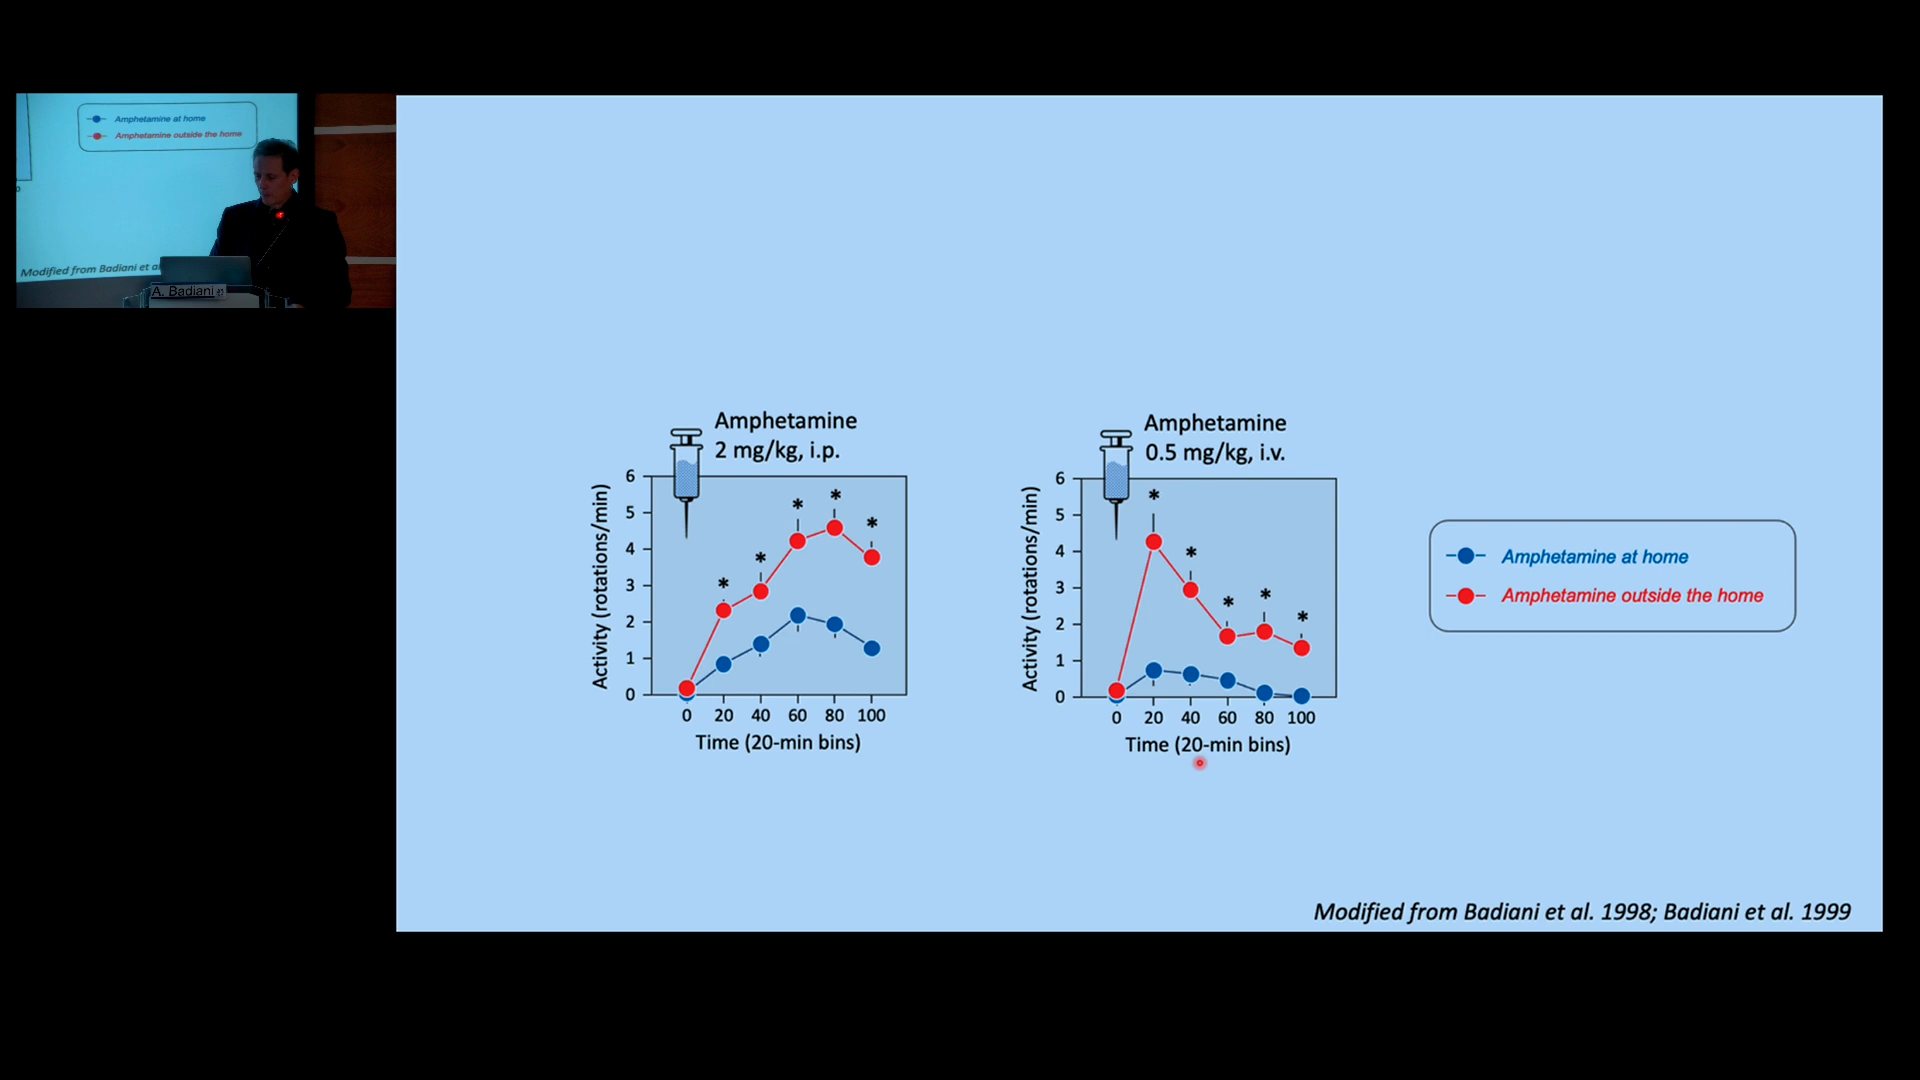 Amphetamine at home
Amphetamine outside the home
Modified from Badiani et al
A. Badiani
Amphetamine
2 mg/kg, i.p.
Activity (rotations/min)
6
5
4
3
2
1
0
* * * * *
0 20 40 60 80 100
Time (20-min bins)
Amphetamine
0.5 mg/kg, i.v.
Activity (rotations/min)
6
5
4
3
2
1
0
* * * * *
0 20 40 60 80 100
Time (20-min bins)
Amphetamine at home
Amphetamine outside the home
Modified from Badiani et al. 1998; Badiani et al. 1999